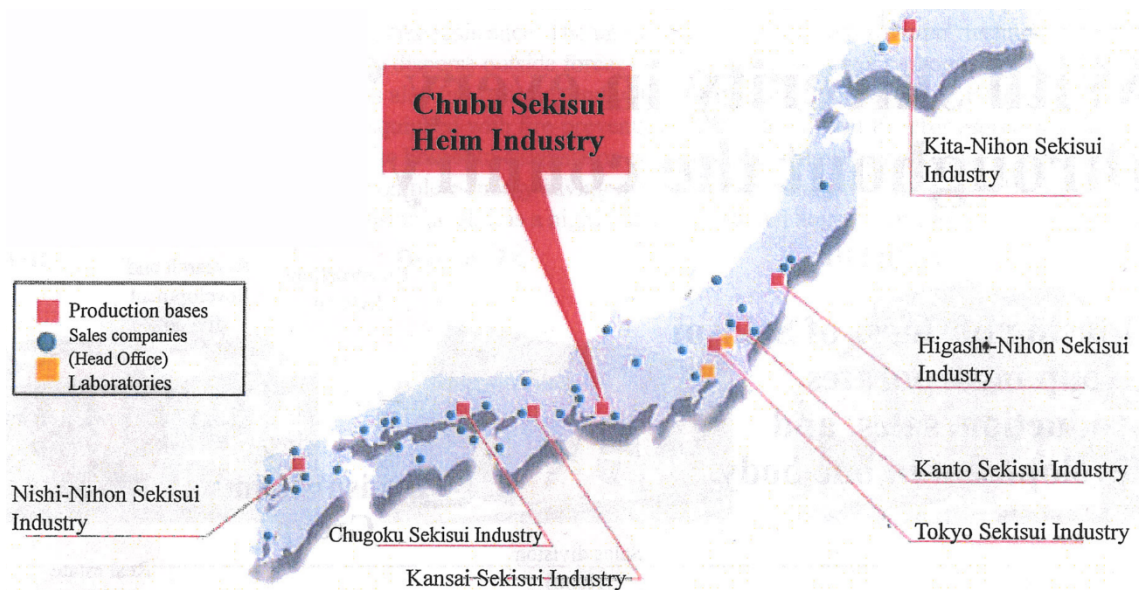 Chubu Sekisui
Heim Industry
Kita-Nihon Sekisui
Industry
Production bases
Sales companies
(Head Office)
Laboratories
Higashi-Nihon Sekisui
Industry
Kanto Sekisui Industry
Nishi-Nihon Sekisui
Industry
Tokyo Sekisui Industry
Chugoku Sekisui Industry
Kansai Sekisui Industry